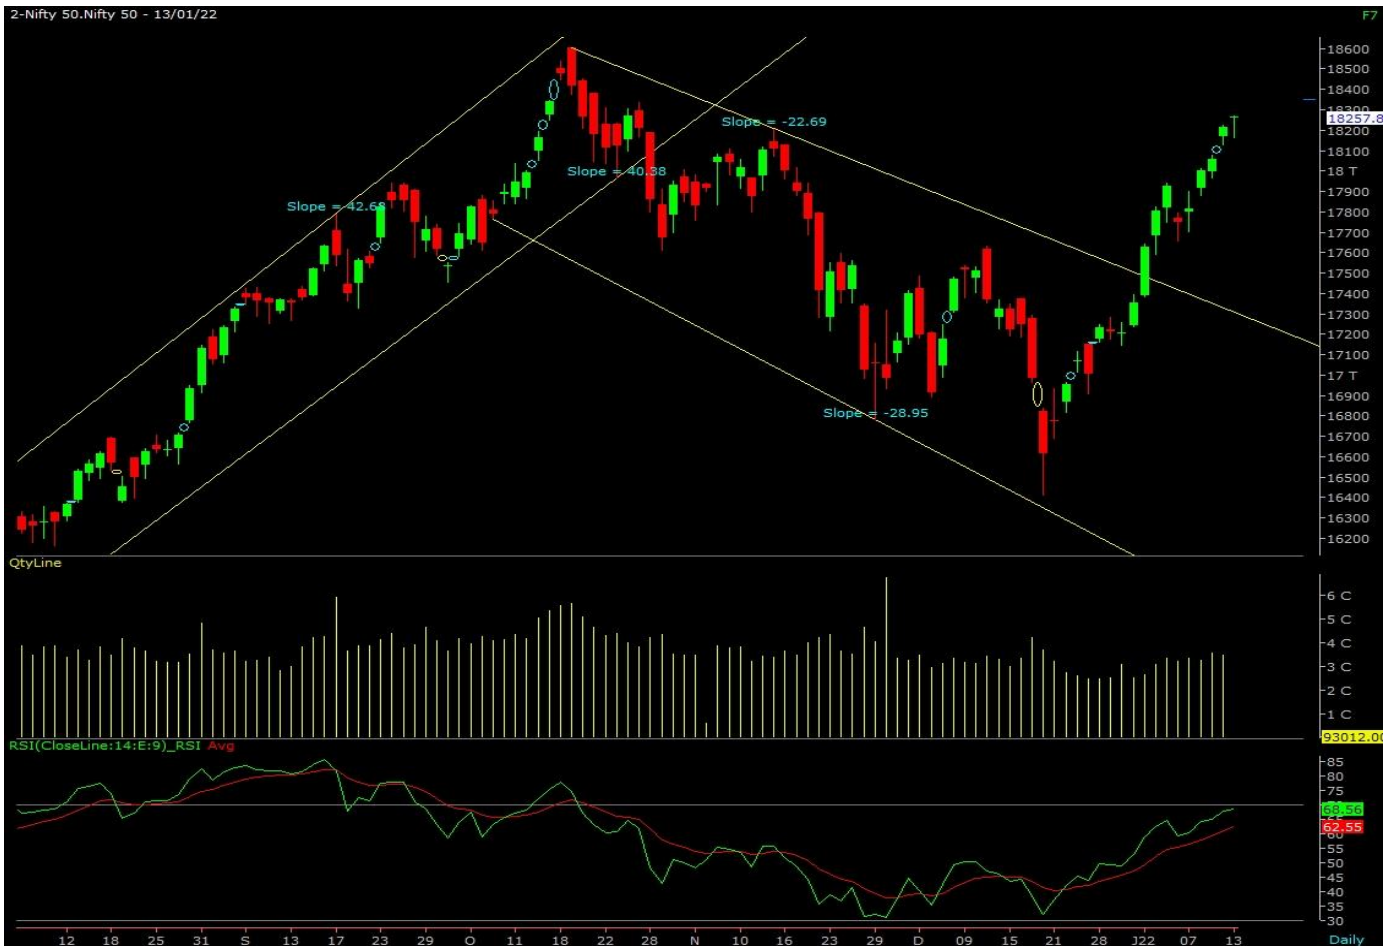 2-Nifty 50.Nifty 50 - 13/01/22
F7
18600
18500
18400
18300
18257.8
18200
18100
18 T
17900
17800
17700
17600
17500
17400
17300
17200
17100
17 T
16900
16800
16700
16600
16500
16400
16300
16200
Slope = -22.69
Slope = 40.38
Slope = 42.68
Slope = -28.95
QtyLine
6 C
5 C
4 C
3 C
2 C
1 C
93012.00
RSI(CloseLine:14:E:9)_RSI Avg
85
80
75
68.56
62.55
60
55
50
45
40
35
30
12 18 25 31 S 13 17 23 29 O 11 18 22 28 N 10 16 23 29 D 09 15 21 28 J22 07 13
Daily